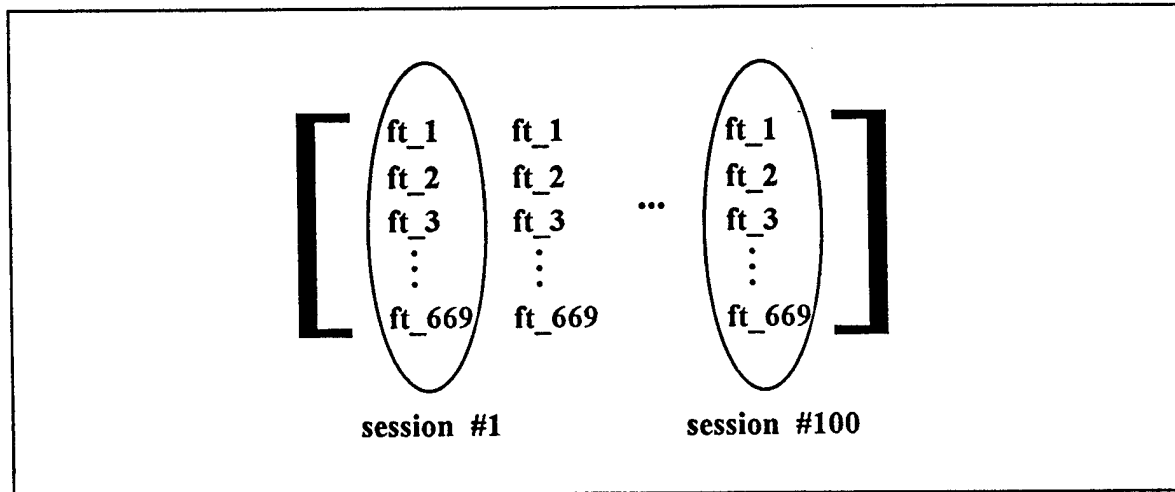 ft_1 ft_1 ft_1
ft_2 ft_2 ... ft_2
ft_3 ft_3 ft_3
ft_669 ft_669 ft_669
session #1 session #100